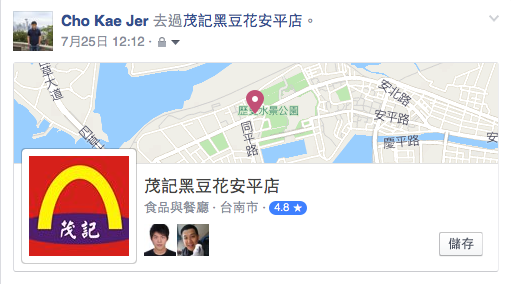 Cho Kae Jer 去過茂記黑豆花安平店。
7月25日 12:12 ·
安北路
安平路
慶平路
同平路
茂記
茂記黑豆花安平店
食品與餐廳 · 台南市 · 4.8 ★
儲存